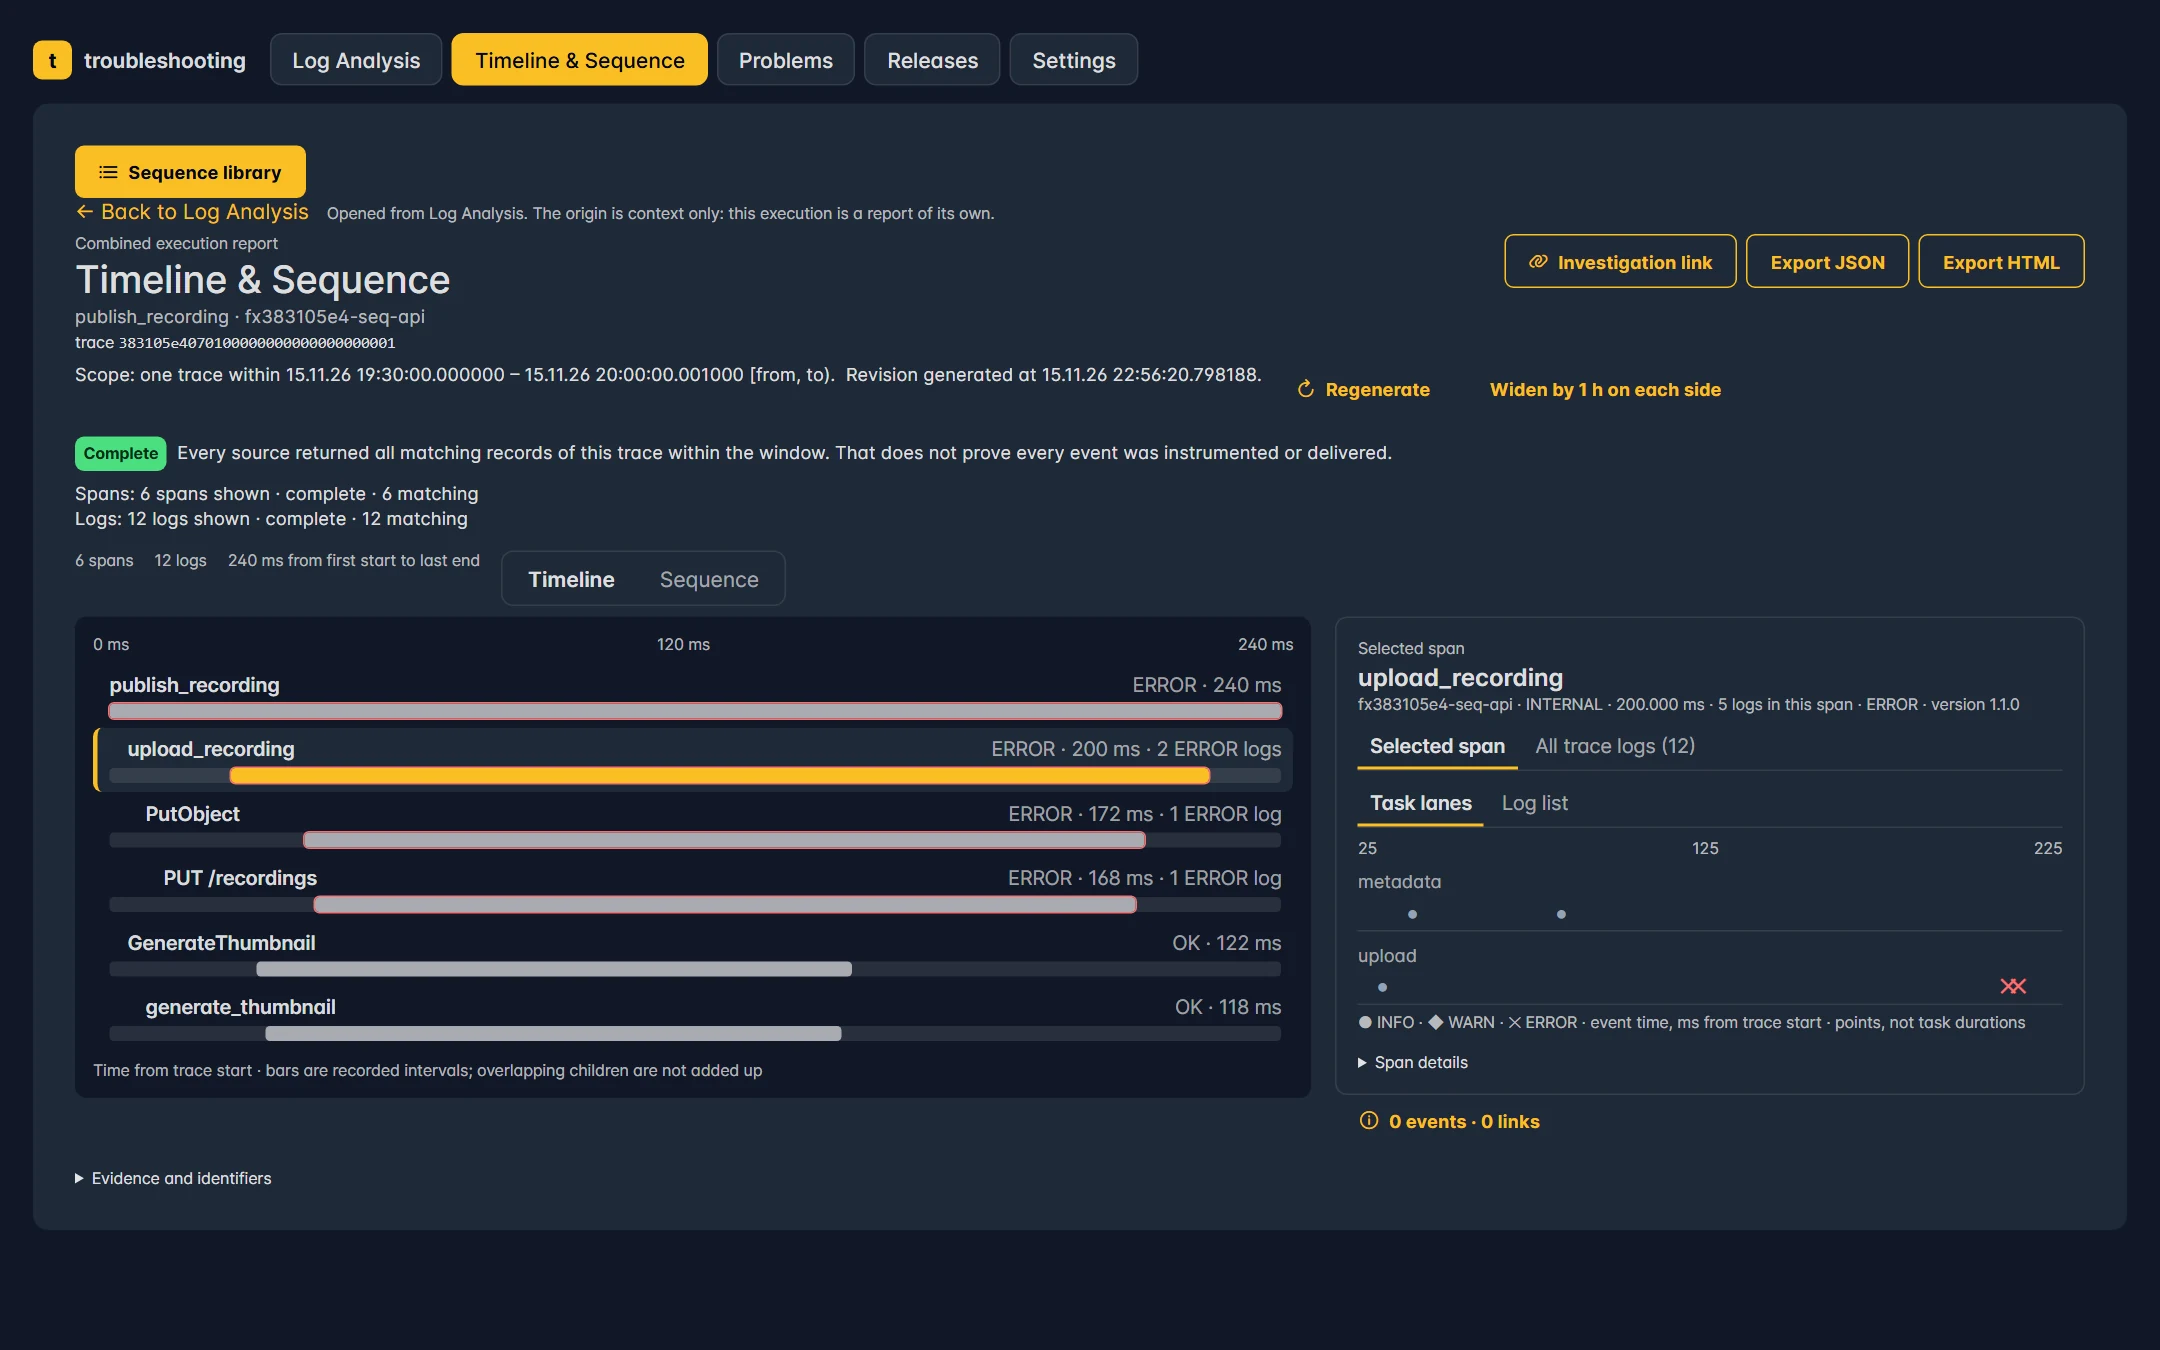 t troubleshooting Log Analysis Timeline & Sequence Problems Releases Settings
Sequence library
← Back to Log Analysis Opened from Log Analysis. The origin is context only: this execution is a report of its own.
Combined execution report
Timeline & Sequence
Investigation link Export JSON Export HTML
publish_recording · fx383105e4-seq-api
trace 383105e4070100000000000000000001
Scope: one trace within 15.11.26 19:30:00.000000 – 15.11.26 20:00:00.001000 [from, to). Revision generated at 15.11.26 22:56:20.798188. Regenerate Widen by 1 h on each side
Complete Every source returned all matching records of this trace within the window. That does not prove every event was instrumented or delivered.
Spans: 6 spans shown · complete · 6 matching
Logs: 12 logs shown · complete · 12 matching
6 spans 12 logs 240 ms from first start to last end Timeline Sequence
0 ms 120 ms 240 ms
publish_recording ERROR · 240 ms
upload_recording ERROR · 200 ms · 2 ERROR logs
PutObject ERROR · 172 ms · 1 ERROR log
PUT /recordings ERROR · 168 ms · 1 ERROR log
GenerateThumbnail OK · 122 ms
generate_thumbnail OK · 118 ms
Time from trace start · bars are recorded intervals; overlapping children are not added up
Selected span
upload_recording
fx383105e4-seq-api · INTERNAL · 200.000 ms · 5 logs in this span · ERROR · version 1.1.0
Selected span All trace logs (12)
Task lanes Log list
25 125 225
metadata
upload
● INFO · ◆ WARN · × ERROR · event time, ms from trace start · points, not task durations
▶ Span details
0 events · 0 links
▶ Evidence and identifiers